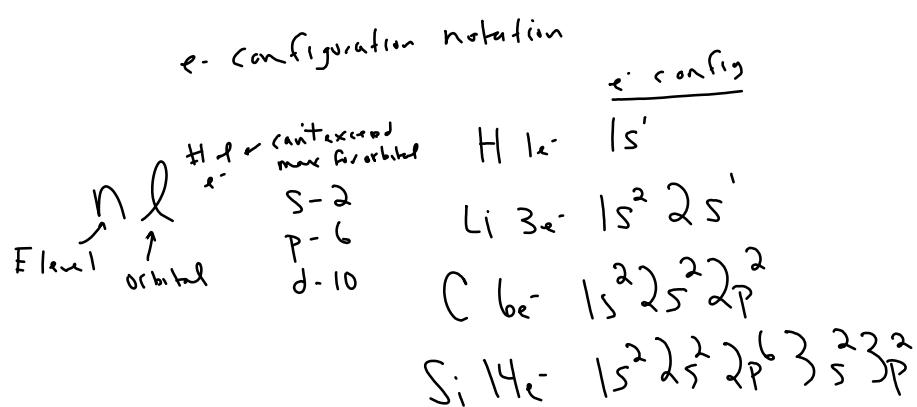 e- configuration notation
e- config
# of e- can't exceed
max for orbital
nl
E level
orbital
s-2
p-6
d-10
H 1e- 1s¹
Li 3e- 1s² 2s¹
C 6e- 1s² 2s² 2p²
Si 14e- 1s² 2s² 2p⁶ 3s² 3p²